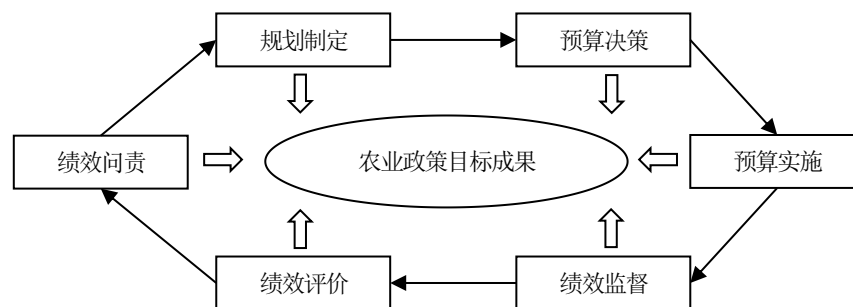 规划制定
预算决策
绩效问责
农业政策目标成果
预算实施
绩效评价
绩效监督